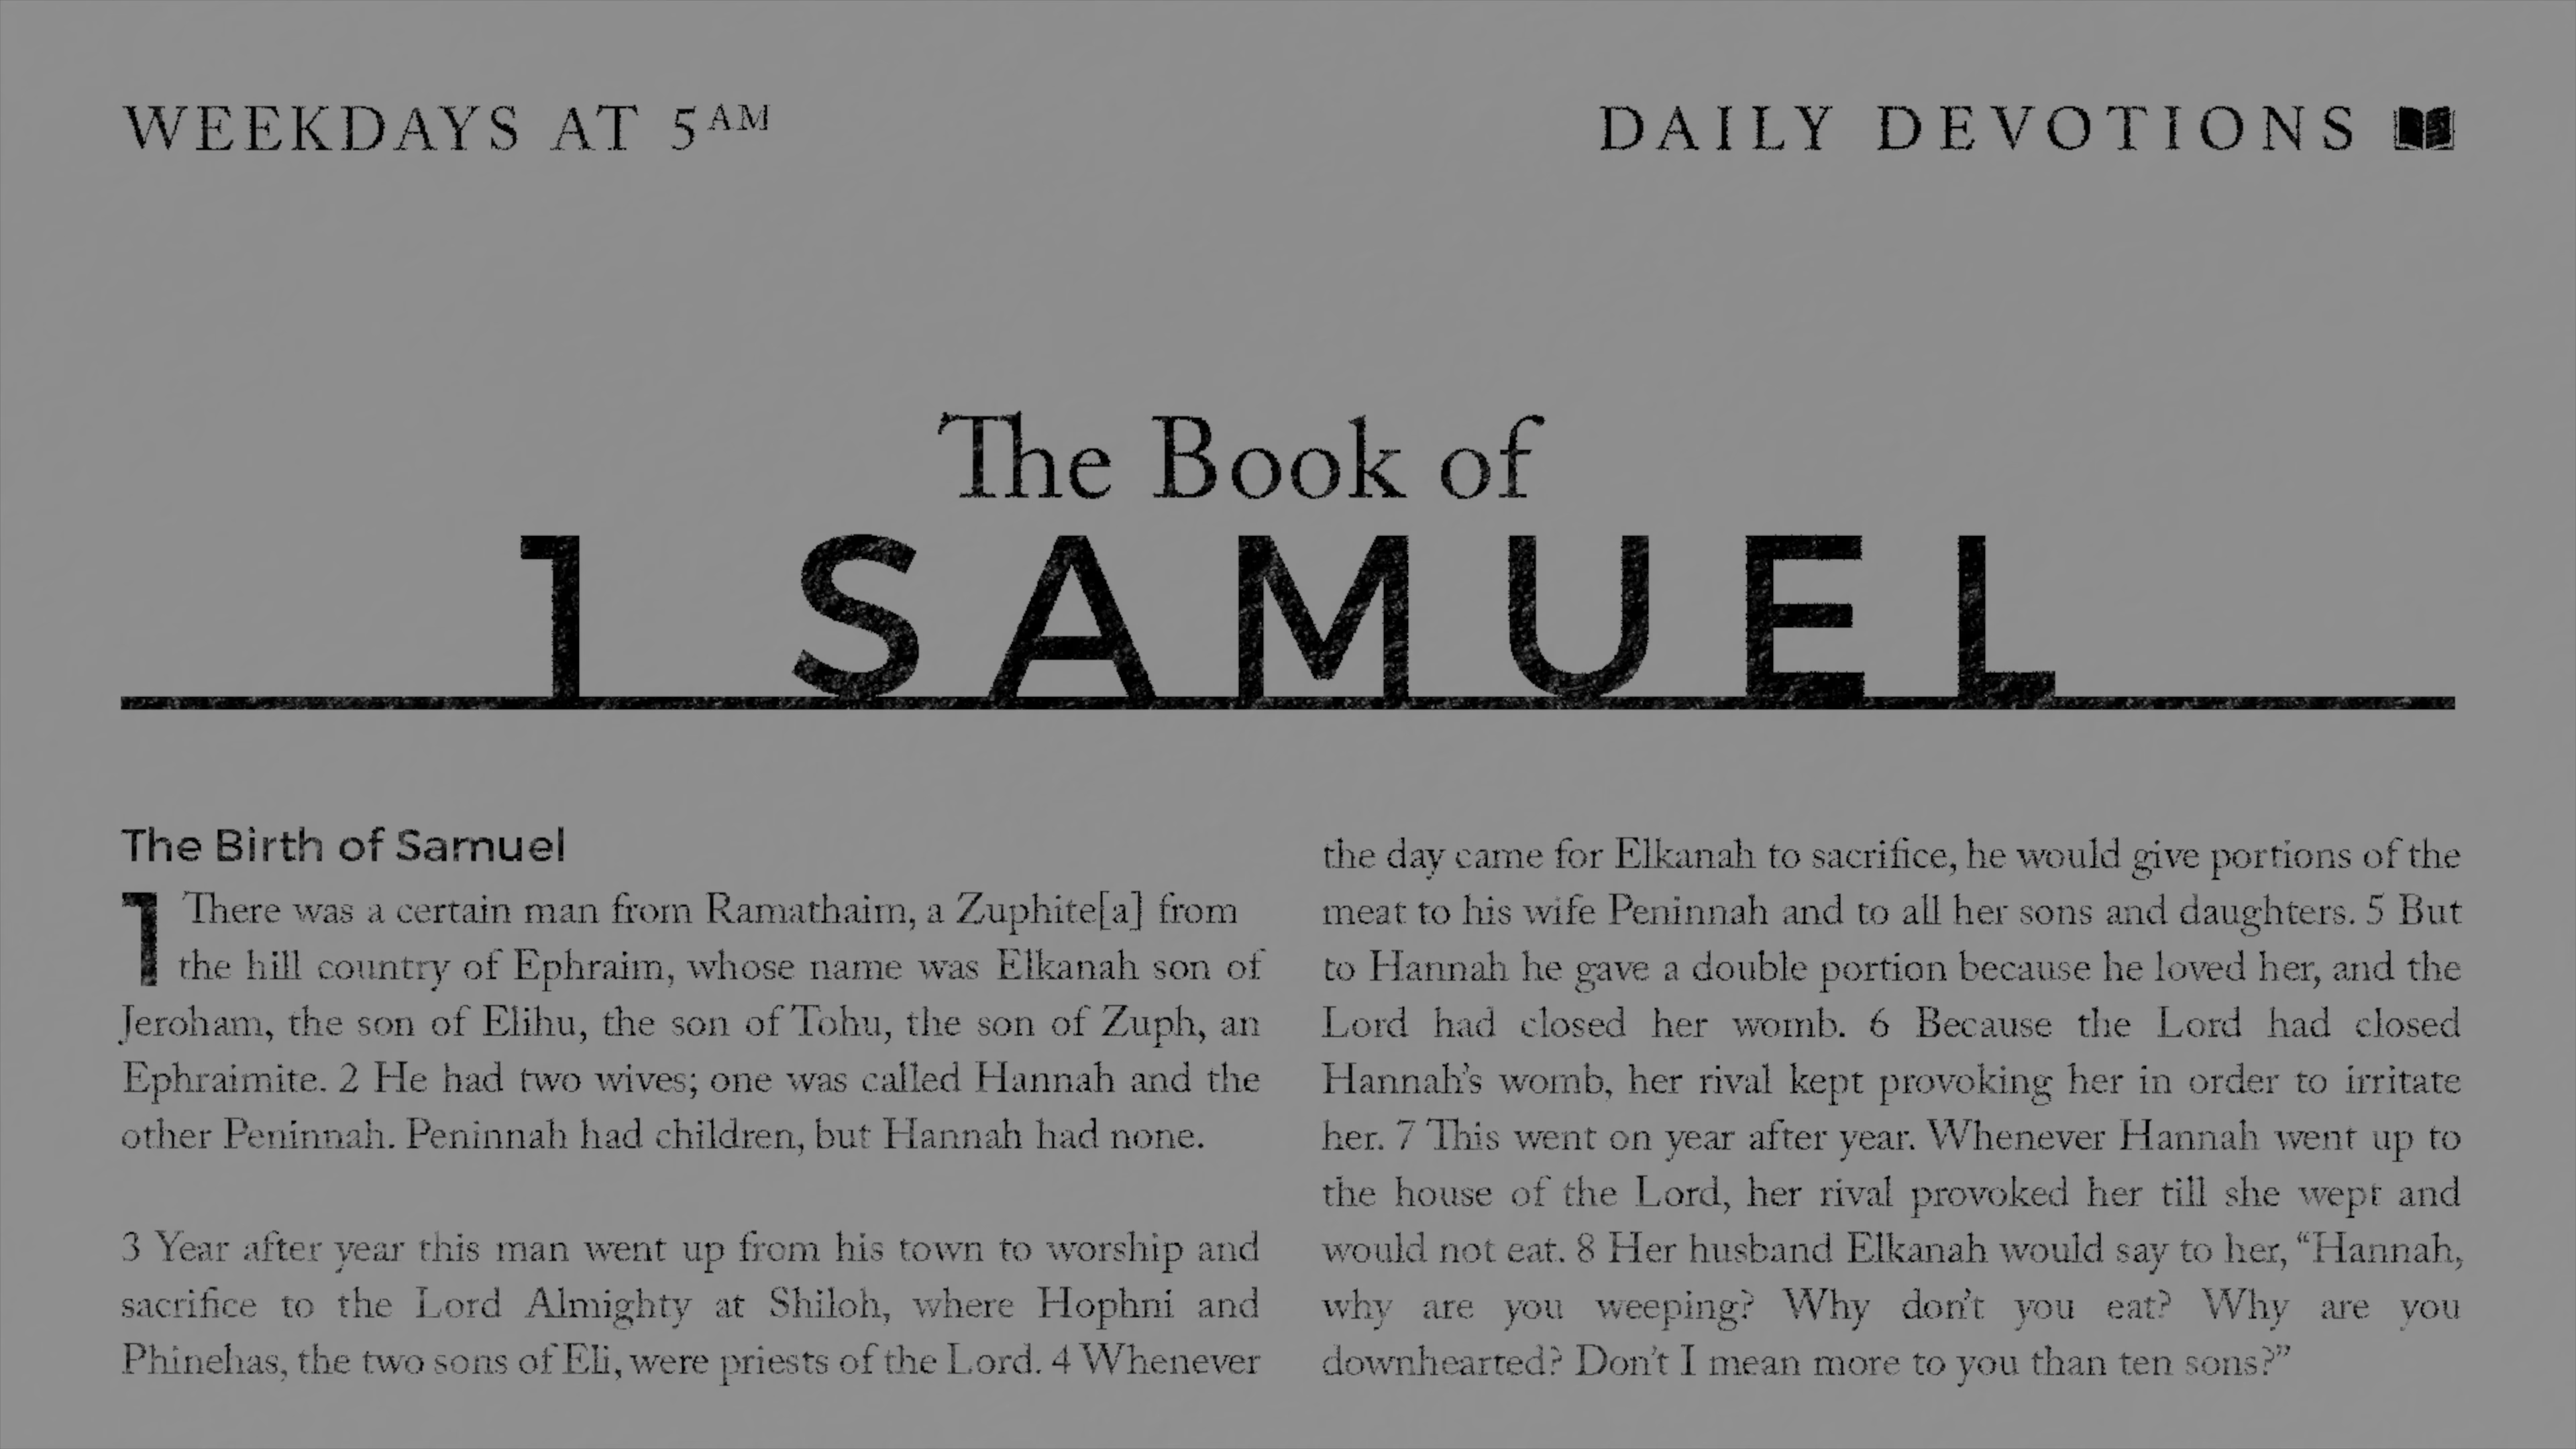 WEEKDAYS AT 5AM
DAILY DEVOTIONS
The Book of
1 SAMUEL
The Birth of Samuel
1 There was a certain man from Ramathaim, a Zuphite[a] from
the hill country of Ephraim, whose name was Elkanah son of
Jeroham, the son of Elihu, the son of Tohu, the son of Zuph, an
Ephraimite. 2 He had two wives; one was called Hannah and the
other Peninnah. Peninnah had children, but Hannah had none.
3 Year after year this man went up from his town to worship and
sacrifice to the Lord Almighty at Shiloh, where Hophni and
Phinehas, the two sons of Eli, were priests of the Lord. 4 Whenever
the day came for Elkanah to sacrifice, he would give portions of the
meat to his wife Peninnah and to all her sons and daughters. 5 But
to Hannah he gave a double portion because he loved her, and the
Lord had closed her womb. 6 Because the Lord had closed
Hannah’s womb, her rival kept provoking her in order to irritate
her. 7 This went on year after year. Whenever Hannah went up to
the house of the Lord, her rival provoked her till she wept and
would not eat. 8 Her husband Elkanah would say to her, “Hannah,
why are you weeping? Why don’t you eat? Why are you
downhearted? Don’t I mean more to you than ten sons?”